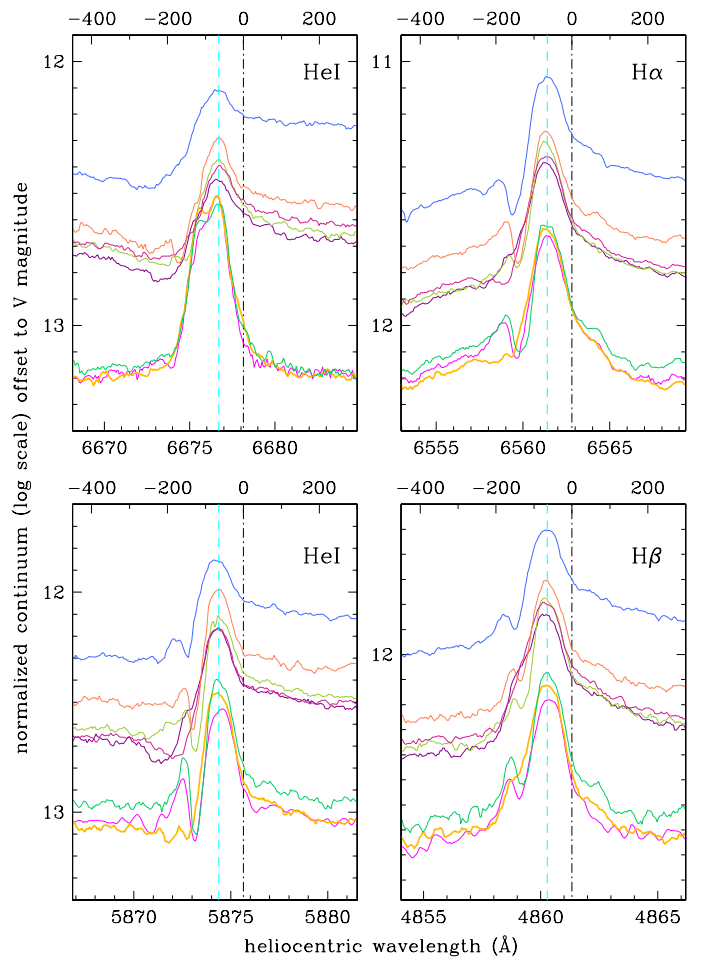 -400 -200 0 200 -400 -200 0 200
12 HeI 11 Hα
13 12
6670 6675 6680 6555 6560 6565
-400 -200 0 200 -400 -200 0 200
12 HeI Hβ
12
13
5870 5875 5880 4855 4860 4865
normalized continuum (log scale) offset to V magnitude
heliocentric wavelength (Å)